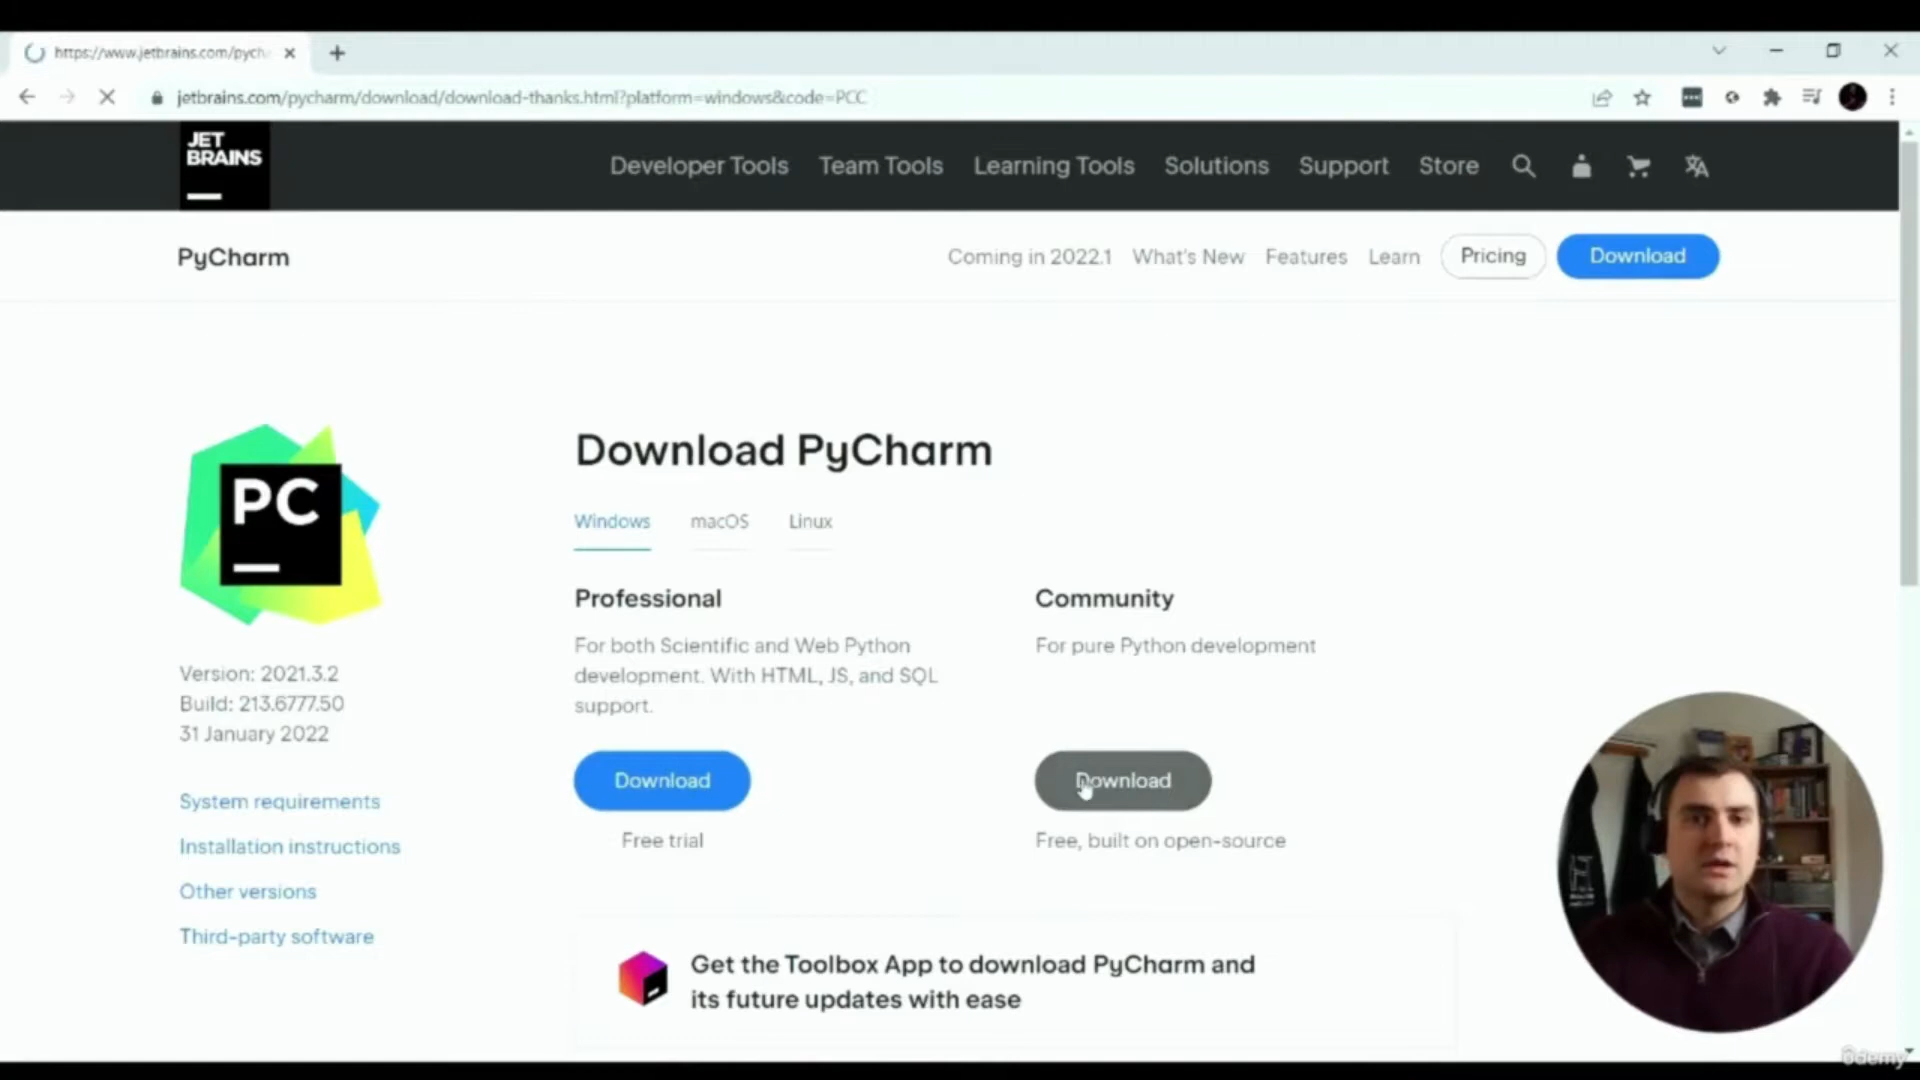 https://www.jetbrains.com/pych
jetbrains.com/pycharm/download/download-thanks.html?platform=windows&code=PCC
JET
BRAINS
Developer Tools
Team Tools
Learning Tools
Solutions
Support
Store
PyCharm
Coming in 2022.1
What's New
Features
Learn
Pricing
Download
PC
Download PyCharm
Windows
macOS
Linux
Professional
For both Scientific and Web Python
development. With HTML, JS, and SQL
support.
Download
Free trial
Community
For pure Python development
Download
Free, built on open-source
Version: 2021.3.2
Build: 213.6777.50
31 January 2022
System requirements
Installation instructions
Other versions
Third-party software
Get the Toolbox App to download PyCharm and
its future updates with ease
ûdemy